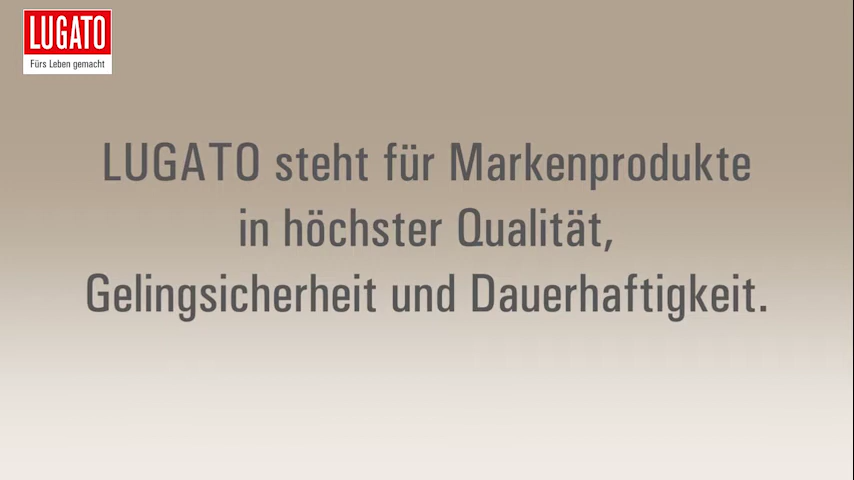 LUGATO
Fürs Leben gemacht
LUGATO steht für Markenprodukte
in höchster Qualität,
Gelingsicherheit und Dauerhaftigkeit.